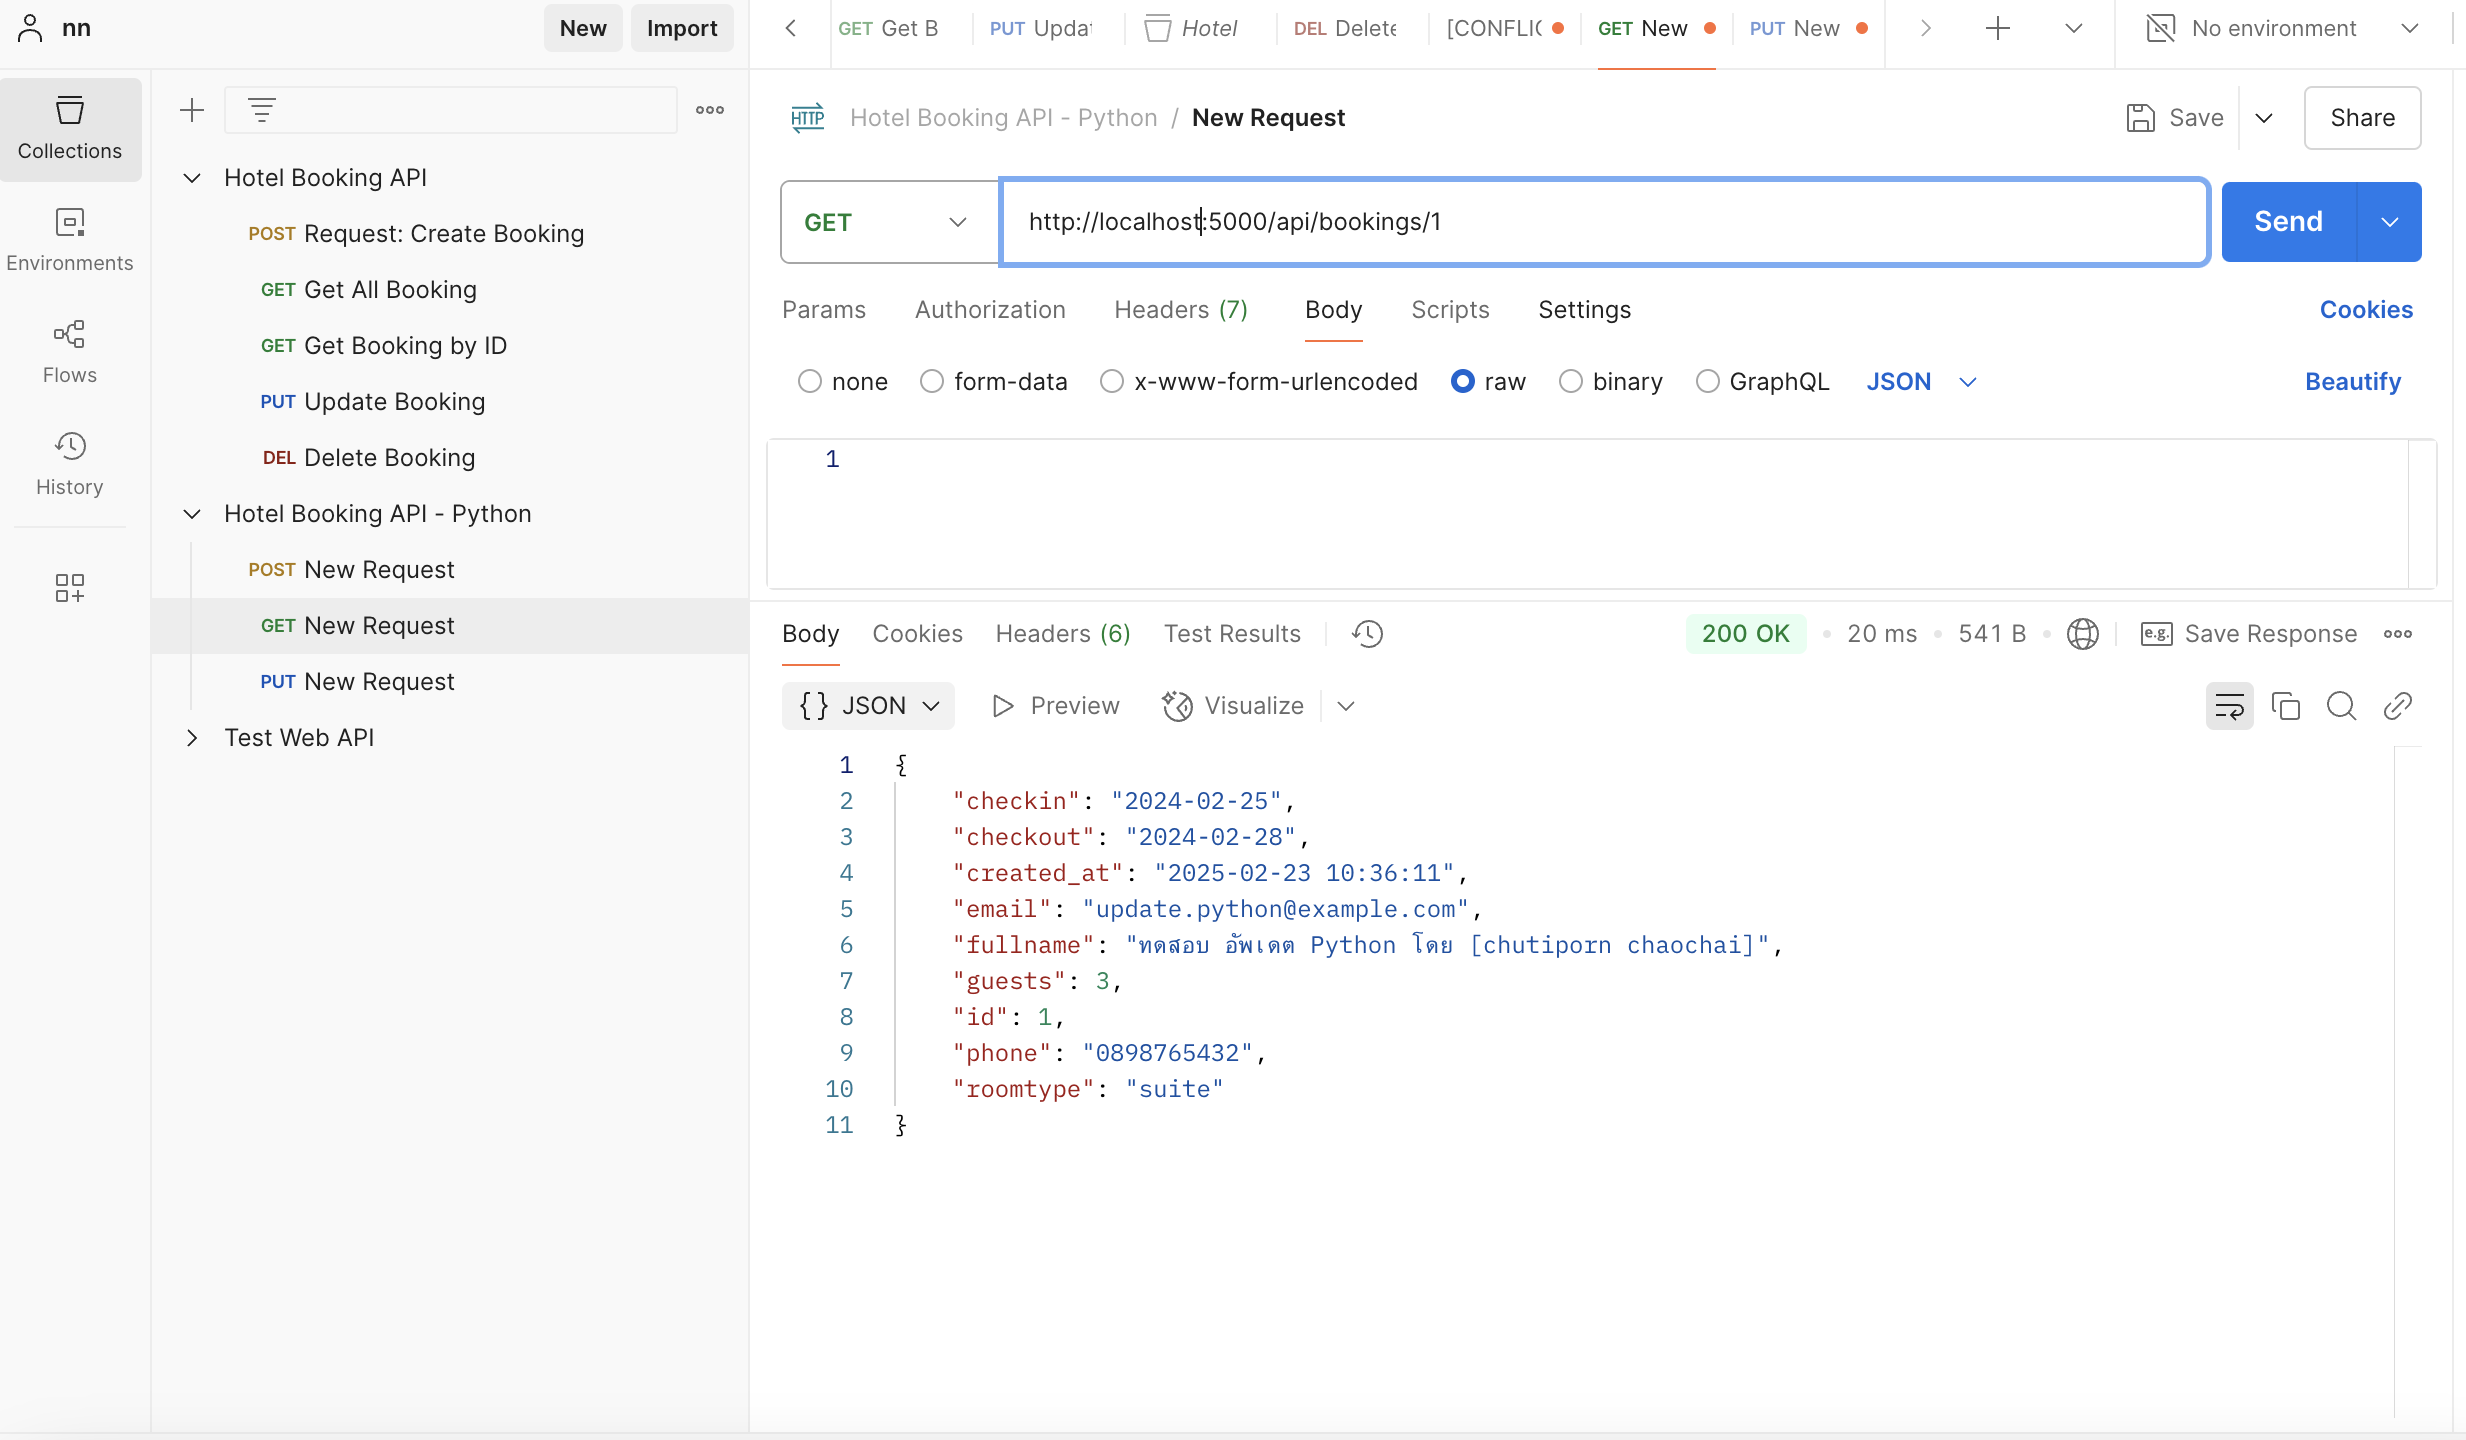 nn
New
Import
GET Get B
PUT Updat
Hotel
DEL Delete
[CONFLIC
GET New
PUT New
No environment
Collections
Environments
Flows
History
Hotel Booking API
POST Request: Create Booking
GET Get All Booking
GET Get Booking by ID
PUT Update Booking
DEL Delete Booking
Hotel Booking API - Python
POST New Request
GET New Request
PUT New Request
Test Web API
HTTP Hotel Booking API - Python / New Request
Save
Share
GET
http://localhost:5000/api/bookings/1
Send
Params Authorization Headers (7) Body Scripts Settings
Cookies
none form-data x-www-form-urlencoded raw binary GraphQL JSON
Beautify
1
Body Cookies Headers (6) Test Results
200 OK • 20 ms • 541 B •
e.g. Save Response
{} JSON Preview Visualize
1 {
2 "checkin": "2024-02-25",
3 "checkout": "2024-02-28",
4 "created_at": "2025-02-23 10:36:11",
5 "email": "update.python@example.com",
6 "fullname": "ทดสอบ อัพเดต Python โดย [chutiporn chaochai]",
7 "guests": 3,
8 "id": 1,
9 "phone": "0898765432",
10 "roomtype": "suite"
11 }